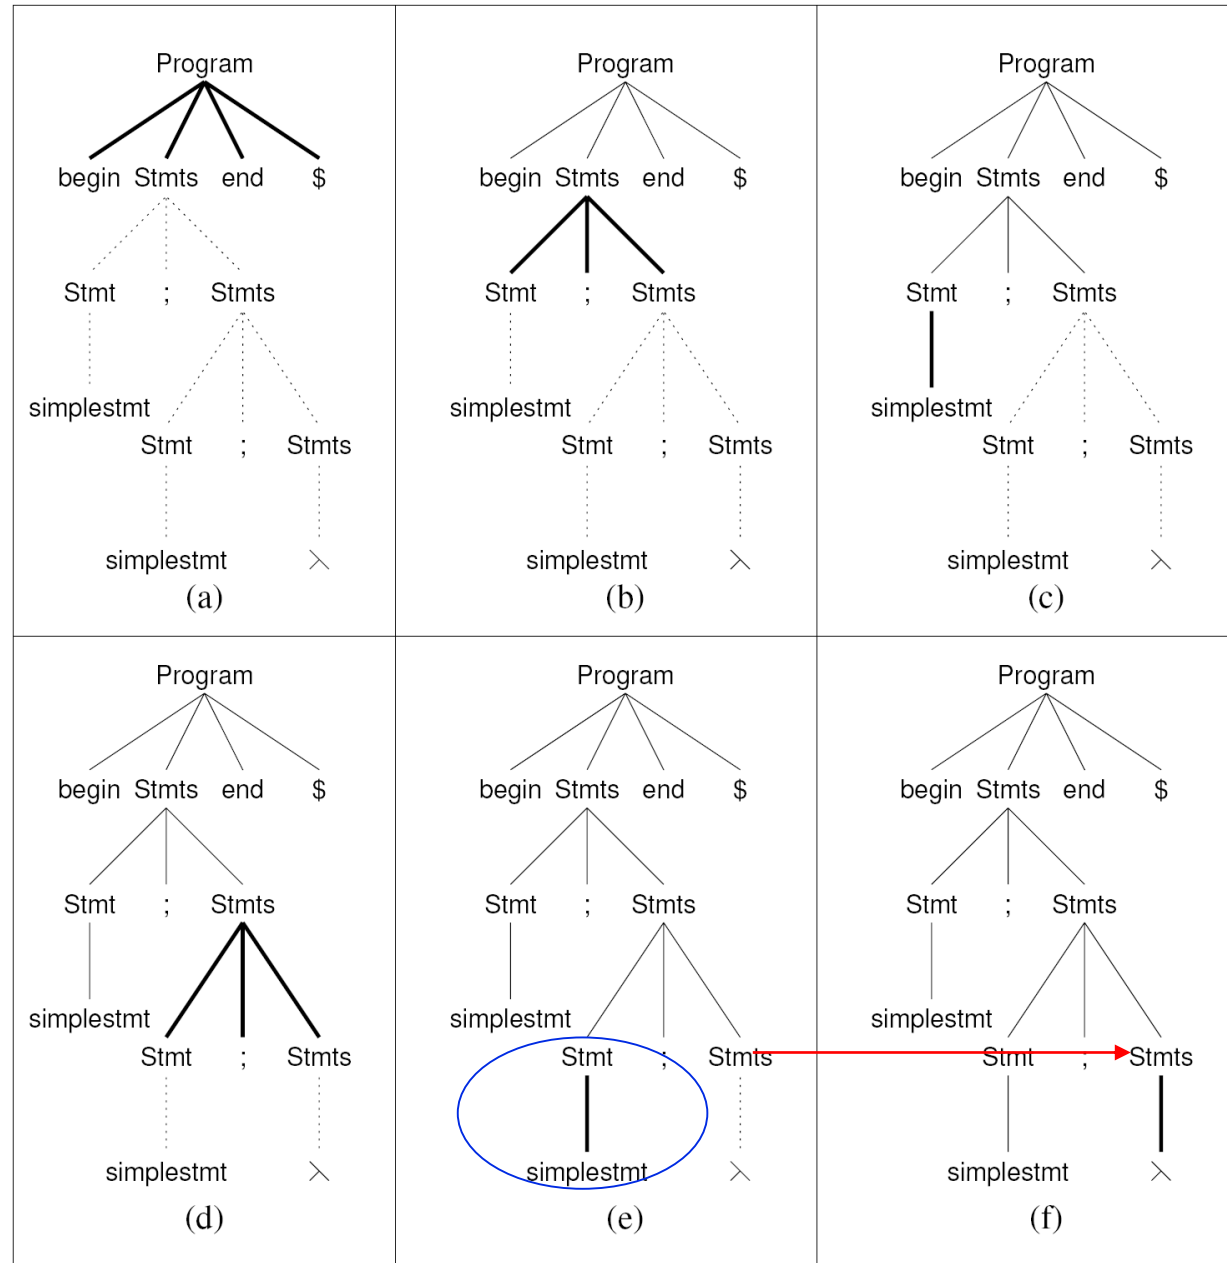 Program
begin Stmts end $
Stmt ; Stmts
simplestmt
Stmt ; Stmts
simplestmt λ
(a)
Program
begin Stmts end $
Stmt ; Stmts
simplestmt
Stmt ; Stmts
simplestmt λ
(b)
Program
begin Stmts end $
Stmt ; Stmts
simplestmt
Stmt ; Stmts
simplestmt λ
(c)
Program
begin Stmts end $
Stmt ; Stmts
simplestmt
Stmt ; Stmts
simplestmt λ
(d)
Program
begin Stmts end $
Stmt ; Stmts
simplestmt
Stmt ; Stmts
simplestmt λ
(e)
Program
begin Stmts end $
Stmt ; Stmts
simplestmt
Stmt ; Stmts
simplestmt λ
(f)